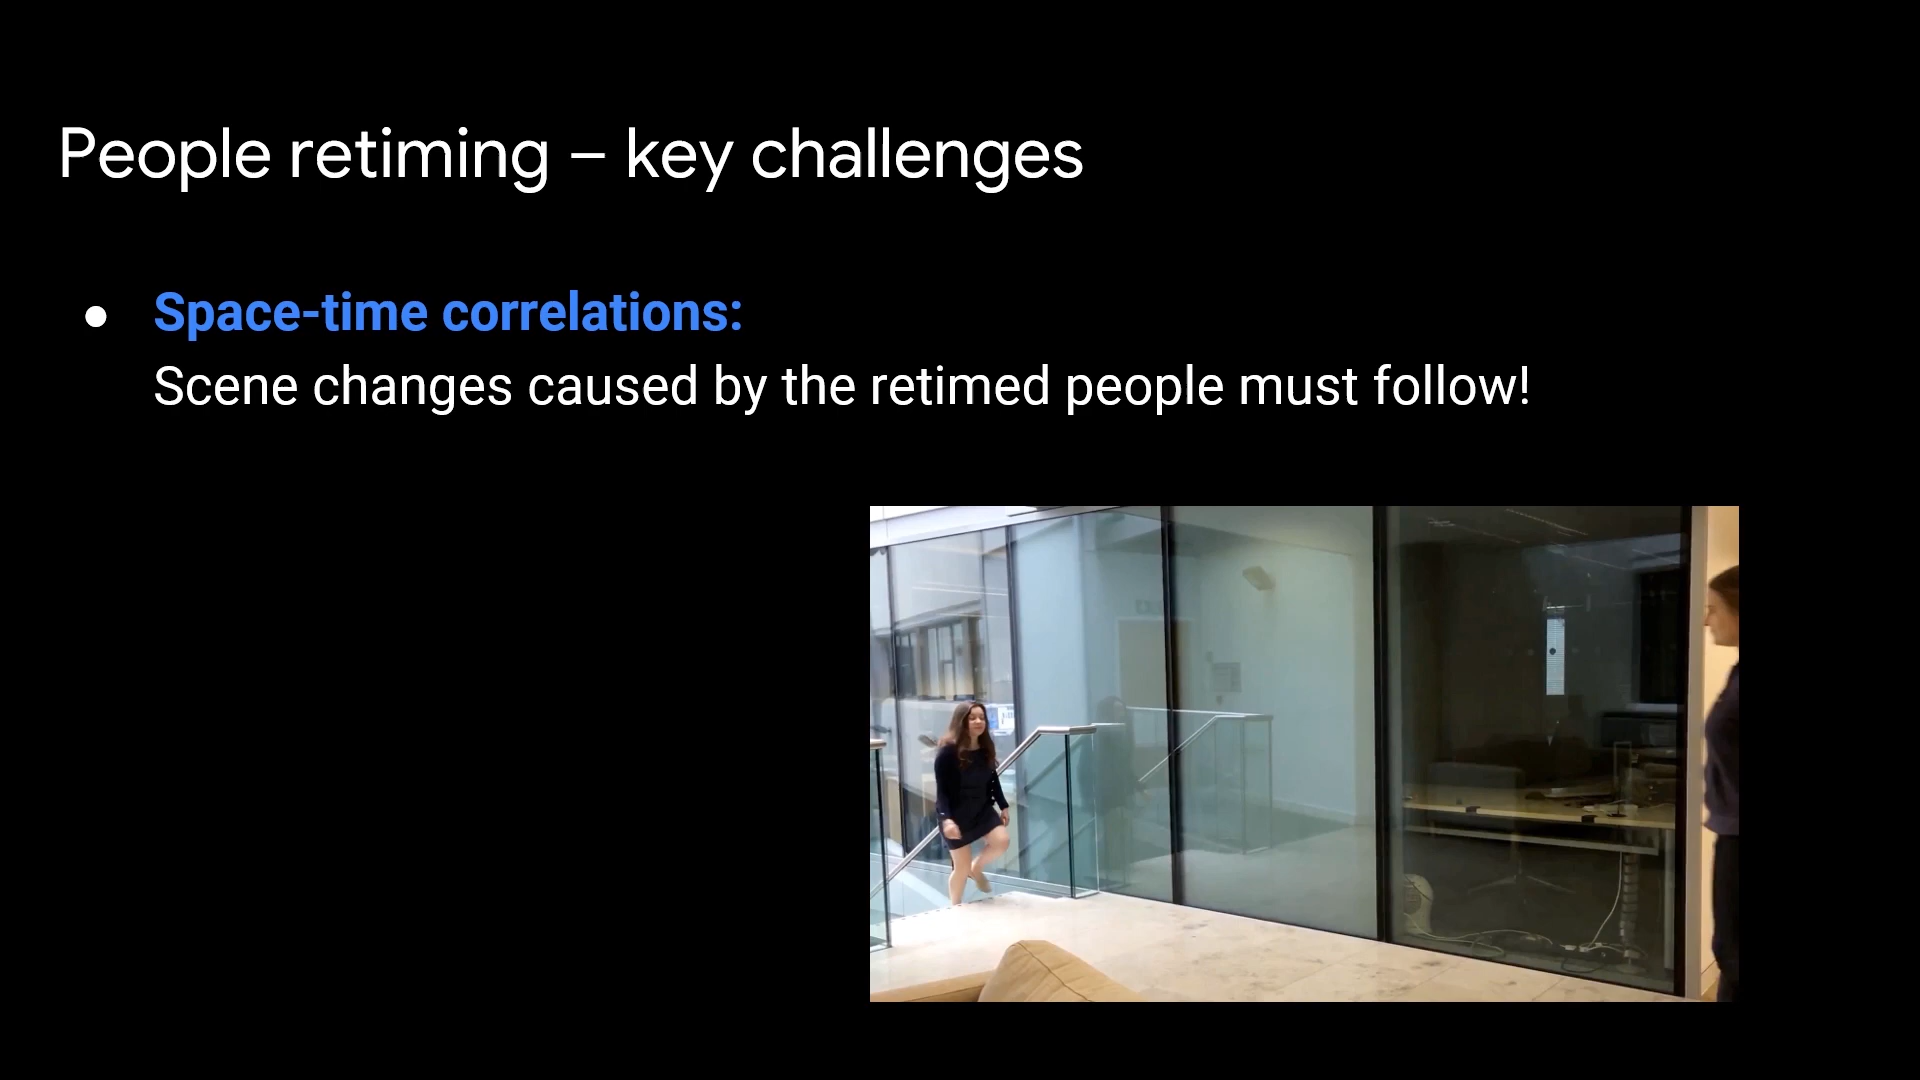 People retiming – key challenges
● Space-time correlations:
Scene changes caused by the retimed people must follow!